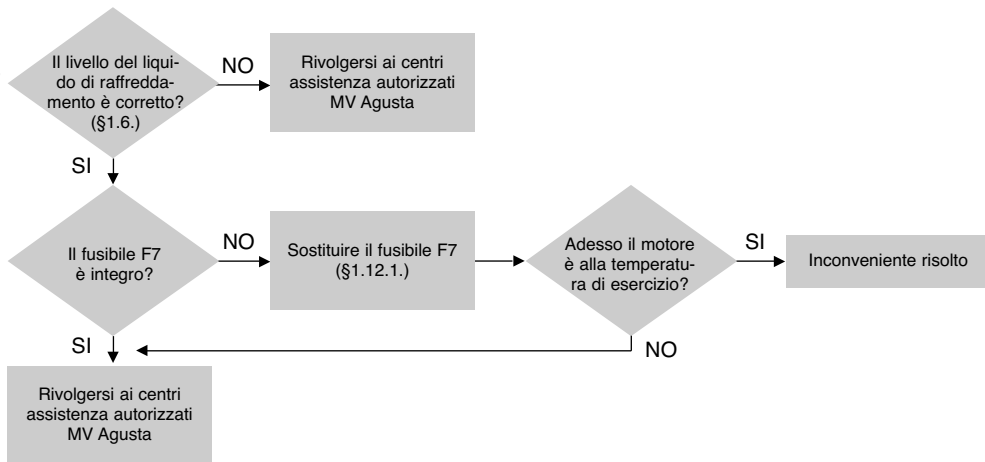 Il livello del liqui-
do di raffredda-
mento è corretto?
(§1.6.)
NO
Rivolgersi ai centri
assistenza autorizzati
MV Agusta
SI
Il fusibile F7
è integro?
NO
Sostituire il fusibile F7
(§1.12.1.)
Adesso il motore
è alla temperatu-
ra di esercizio?
SI
Inconveniente risolto
SI
NO
Rivolgersi ai centri
assistenza autorizzati
MV Agusta